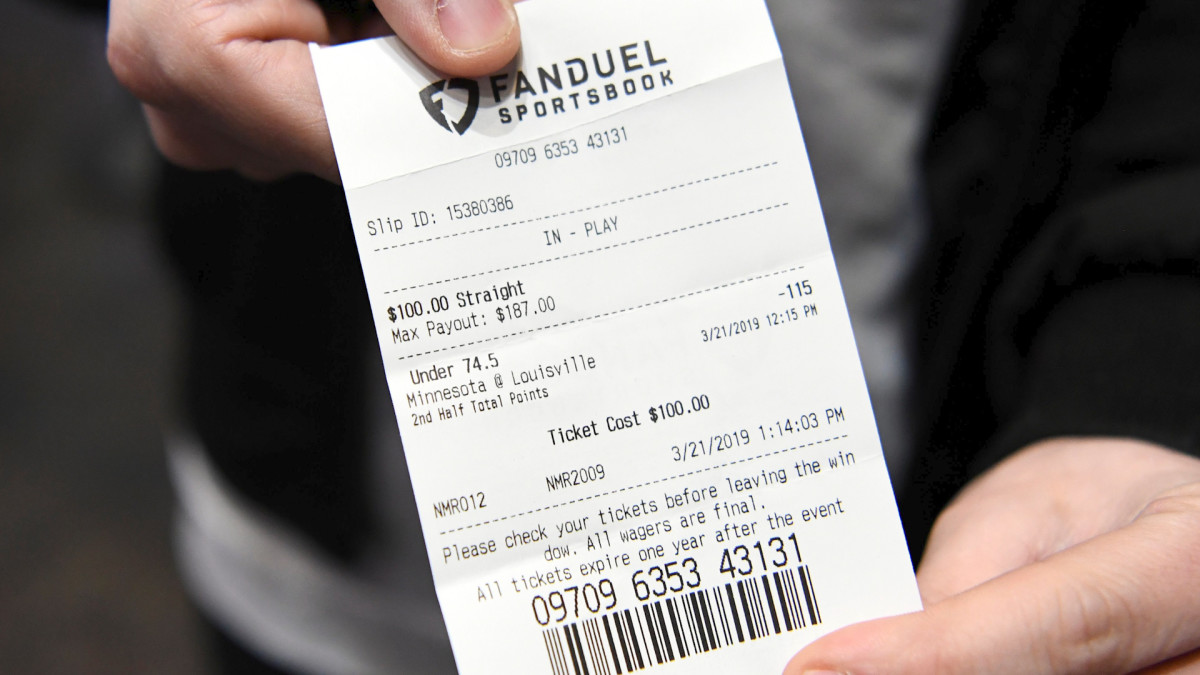 FANDUEL
SPORTSBOOK
09709 6353 43131
Slip ID: 15380386
IN - PLAY
$100.00 Straight
Max Payout: $187.00
-115
Under 74.5
3/21/2019 12:15 PM
Minnesota @ Louisville
2nd Half Total Points
Ticket Cost $100.00
NMR012 NMR2009 3/21/2019 1:14:03 PM
Please check your tickets before leaving the win
dow. All wagers are final.
All tickets expire one year after the event
09709 6353 43131